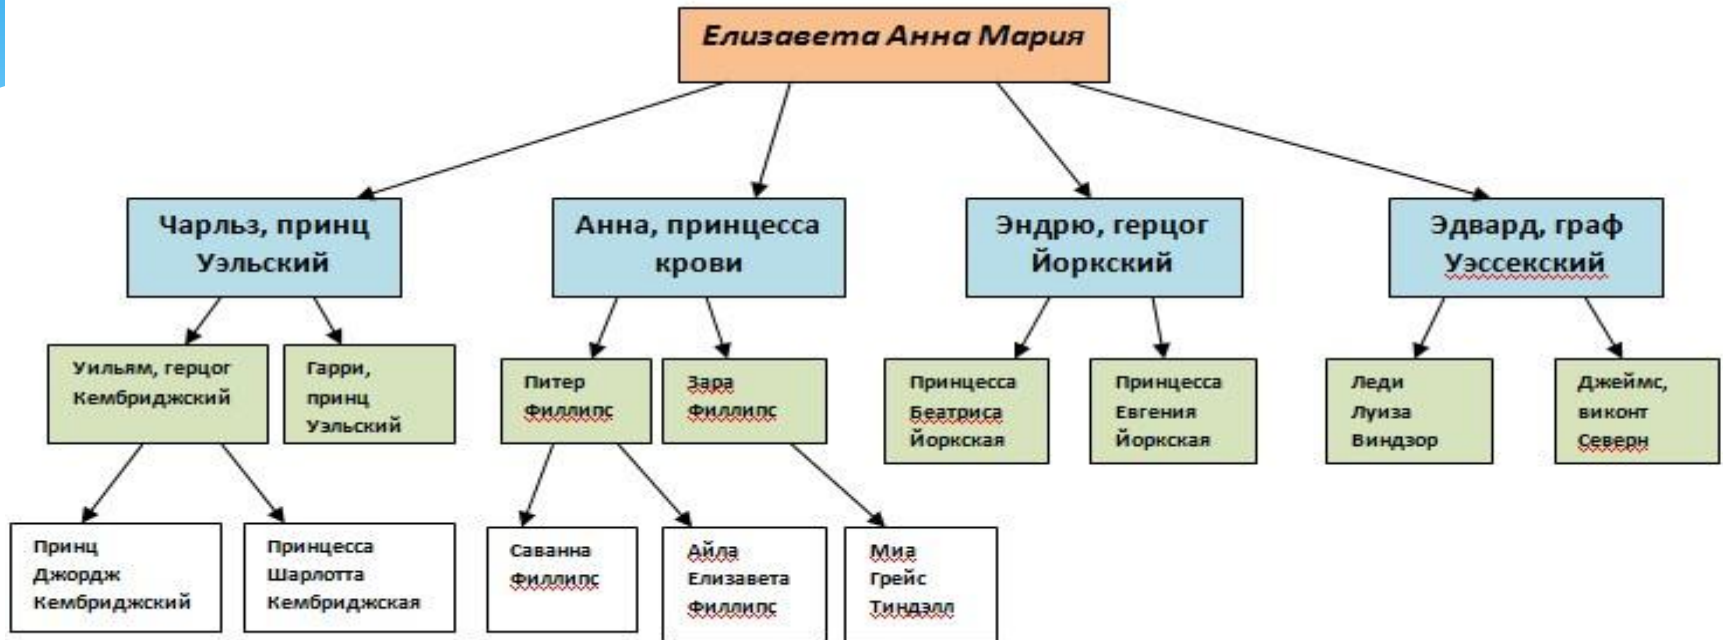 Елизавета Анна Мария
Чарльз, принц
Уэльский
Анна, принцесса
крови
Эндрю, герцог
Йоркский
Эдвард, граф
Уэссекский
Уильям, герцог
Кембриджский
Гарри,
принц
Уэльский
Питер
Филлипс
Зара
Филлипс
Принцесса
Беатриса
Йоркская
Принцесса
Евгения
Йоркская
Леди
Луиза
Виндзор
Джеймс,
виконт
Северн
Принц
Джордж
Кембриджский
Принцесса
Шарлотта
Кембриджская
Саванна
Филлипс
Айла
Елизавета
Филлипс
Миа
Грейс
Тиндэлл